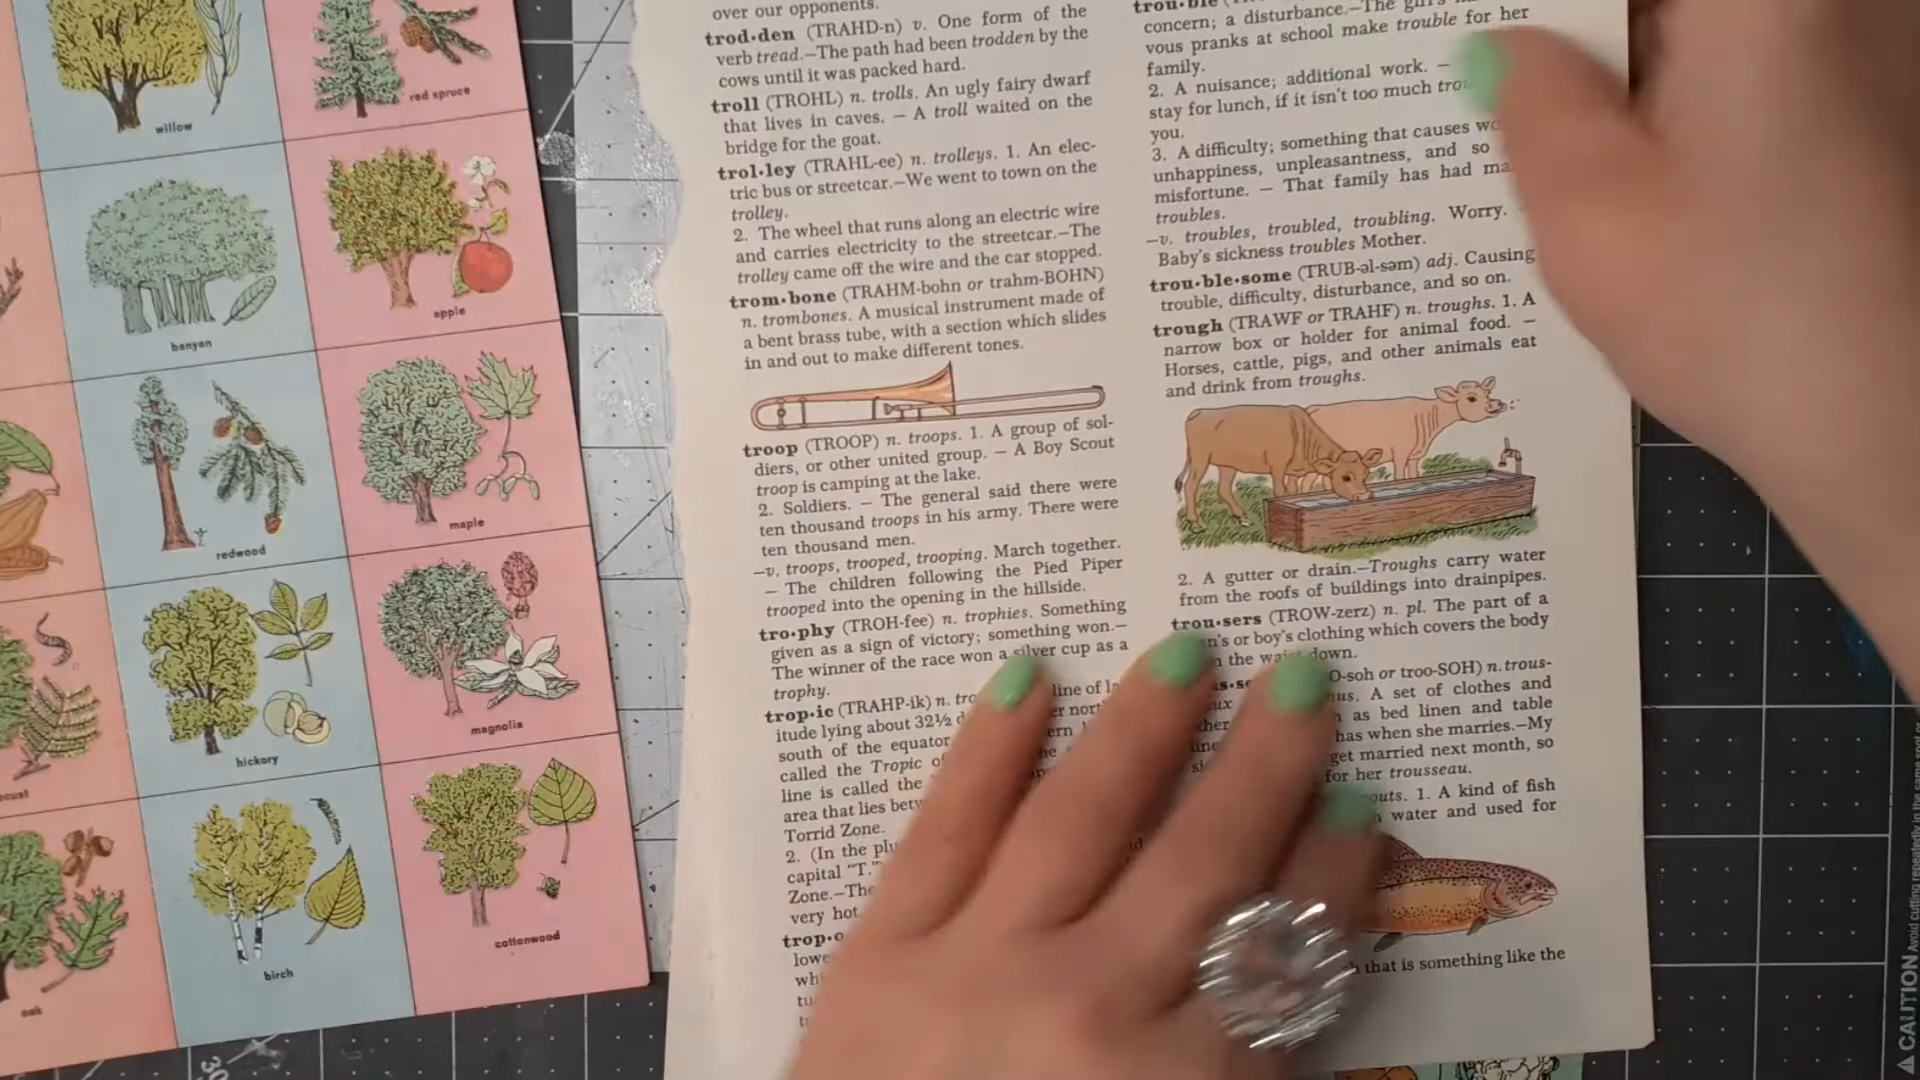 willow
red spruce
banyan
apple
redwood
maple
hickory
magnolia
locust
birch
cottonwood
oak
over our opponents.
trod·den (TRAHD-n) v. One form of the
verb tread.—The path had been trodden by the
cows until it was packed hard.
troll (TROHL) n. trolls. An ugly fairy dwarf
that lives in caves. — A troll waited on the
bridge for the goat.
trol·ley (TRAHL-ee) n. trolleys. 1. An elec-
tric bus or streetcar.—We went to town on the
trolley.
2. The wheel that runs along an electric wire
and carries electricity to the streetcar.—The
trolley came off the wire and the car stopped.
trom·bone (TRAHM-bohn or trahm-BOHN)
n. trombones. A musical instrument made of
a bent brass tube, with a section which slides
in and out to make different tones.
troop (TROOP) n. troops. 1. A group of sol-
diers, or other united group. — A Boy Scout
troop is camping at the lake.
2. Soldiers. — The general said there were
ten thousand troops in his army. There were
ten thousand men.
—v. troops, trooped, trooping. March together.
— The children following the Pied Piper
trooped into the opening in the hillside.
tro·phy (TROH-fee) n. trophies. Something
given as a sign of victory; something won.—
The winner of the race won a silver cup as a
trophy.
trop·ic (TRAHP-ik) n. line of
itude lying about 32½
south of the equator
called the Tropic
line is called the
area that lies
Torrid Zone.
2. (In the
capital "T."
Zone.—The
very hot
trou·ble
concern; a disturbance.—The
vous pranks at school make trouble for her
family.
2. A nuisance; additional work. —
stay for lunch, if it isn't too much
you.
3. A difficulty; something that causes
unhappiness, unpleasantness, and so
misfortune. — That family has had
troubles.
—v. troubles, troubled, troubling. Worry.
Baby's sickness troubles Mother.
trou·ble·some (TRUB-əl-səm) adj. Causing
trouble, difficulty, disturbance, and so on.
trough (TRAWF or TRAHF) n. troughs. 1. A
narrow box or holder for animal food. —
Horses, cattle, pigs, and other animals eat
and drink from troughs.
2. A gutter or drain.—Troughs carry water
from the roofs of buildings into drainpipes.
trou·sers (TROW-zerz) n. pl. The part of a
or boy's clothing which covers the body
the down.
or troo-SOH) n. trous-
A set of clothes and
as bed linen and table
has when she marries.—My
get married next month, so
for her trousseau.
1. A kind of fish
water and used for
that is something like the
CAUTION Avoid cutting repeatedly in the same spot